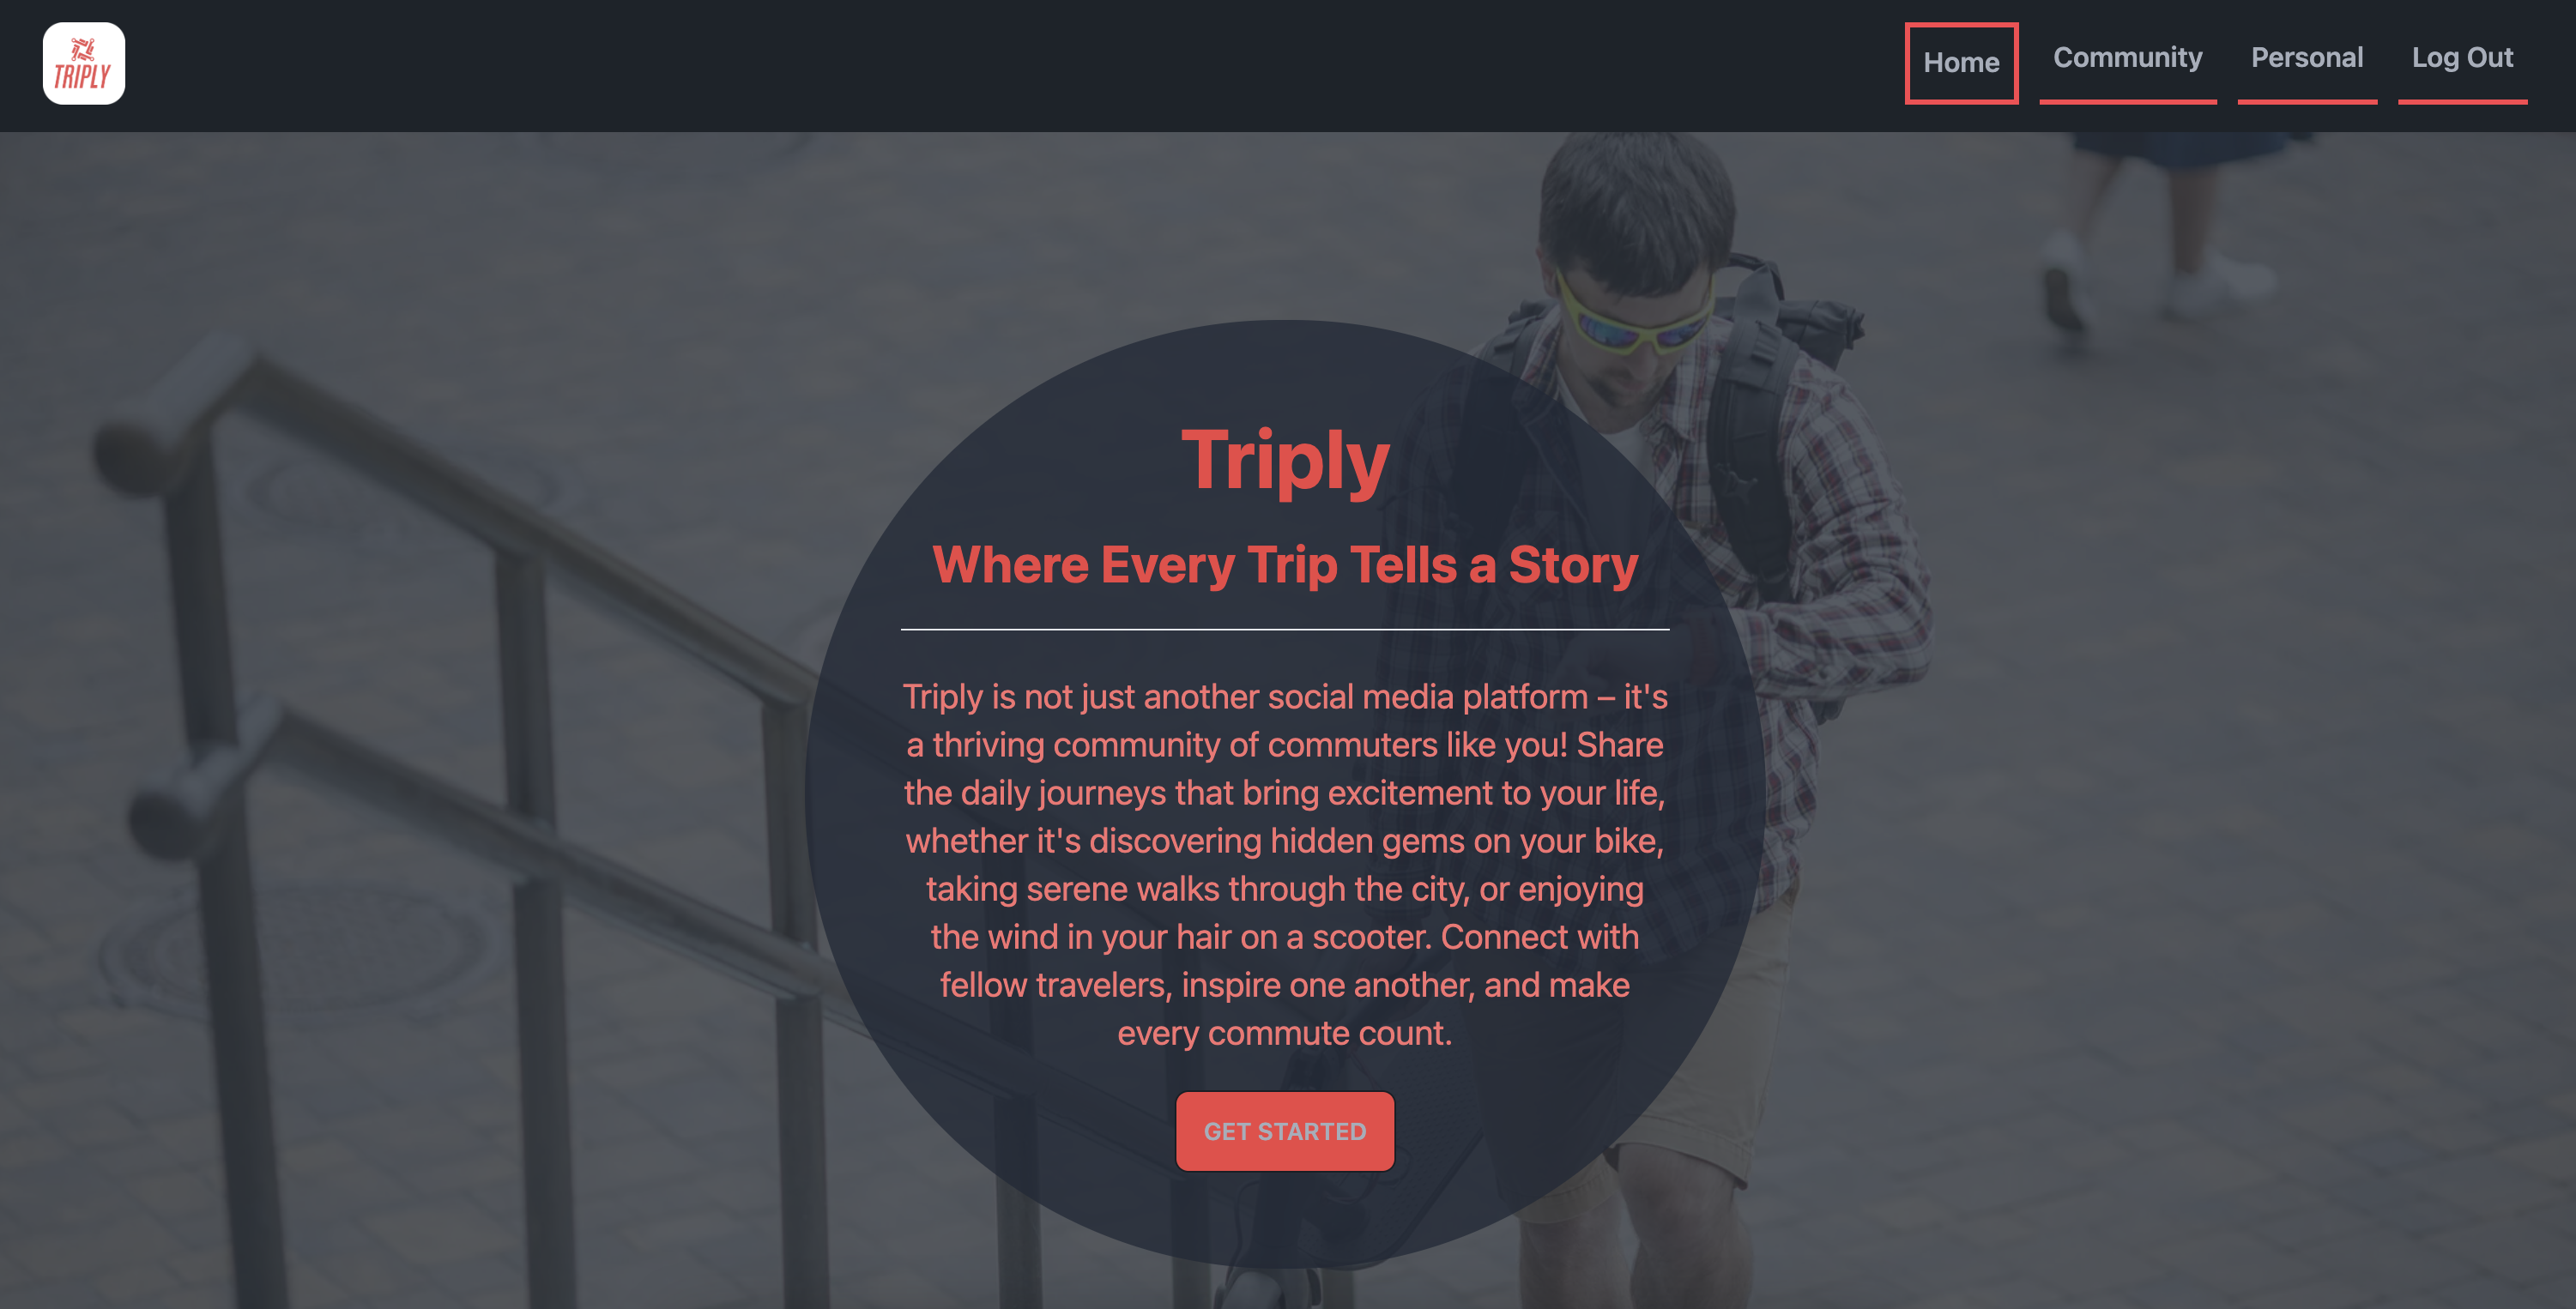 TRIPLY
Home
Community
Personal
Log Out
Triply
Where Every Trip Tells a Story
Triply is not just another social media platform – it's
a thriving community of commuters like you! Share
the daily journeys that bring excitement to your life,
whether it's discovering hidden gems on your bike,
taking serene walks through the city, or enjoying
the wind in your hair on a scooter. Connect with
fellow travelers, inspire one another, and make
every commute count.
GET STARTED